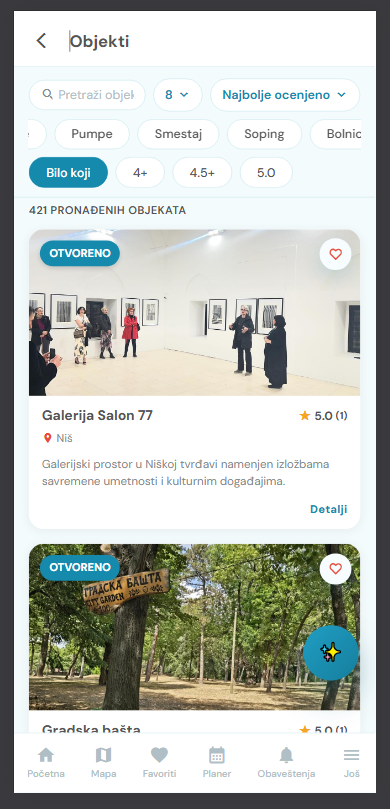 Objekti
Pretraži objek
8
Najbolje ocenjeno
Pumpe
Smestaj
Soping
Bolnic
Bilo koji
4+
4.5+
5.0
421 PRONAĐENIH OBJEKATA
OTVORENO
Galerija Salon 77
5.0 (1)
Niš
Galerijski prostor u Niškoj tvrđavi namenjen izložbama
savremene umetnosti i kulturnim događajima.
Detalji
OTVORENO
ГРАДСКА БАШТА
CITY GARDEN
Gradska bašta
5.0 (1)
Početna
Mapa
Favoriti
Planer
Obaveštenja
Još